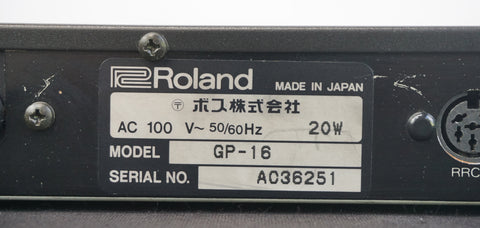 Roland MADE IN JAPAN
〒 ボス株式会社
AC 100 V~ 50/60Hz 20W
MODEL GP-16
SERIAL NO. A036251
RRC